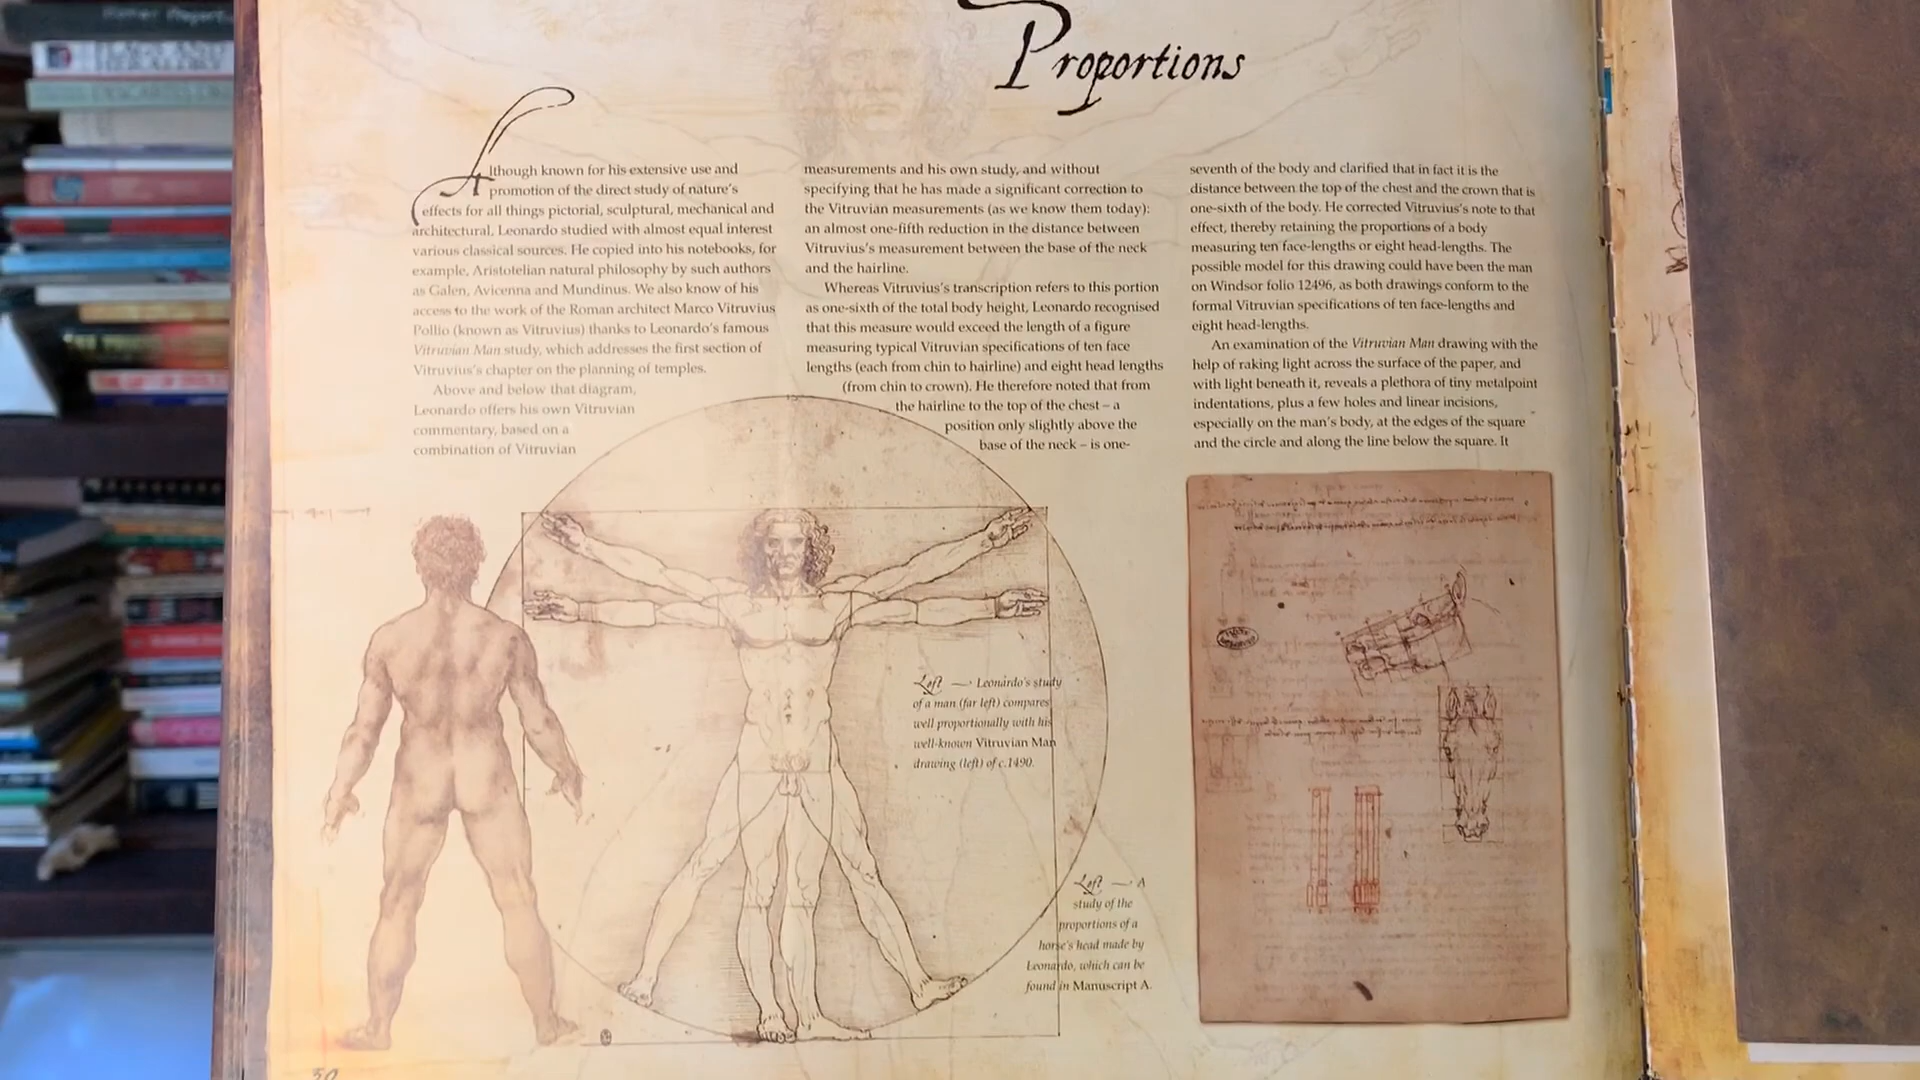 Proportions
Although known for his extensive use and
promotion of the direct study of nature's
effects for all things pictorial, sculptural, mechanical and
architectural, Leonardo studied with almost equal interest
various classical sources. He copied into his notebooks, for
example, Aristotelian natural philosophy by such authors
as Galen, Avicenna and Mundinus. We also know of his
access to the work of the Roman architect Marco Vitruvius
Pollio (known as Vitruvius) thanks to Leonardo's famous
Vitruvian Man study, which addresses the first section of
Vitruvius's chapter on the planning of temples.
Above and below that diagram,
Leonardo offers his own Vitruvian
commentary, based on a
combination of Vitruvian
measurements and his own study, and without
specifying that he has made a significant correction to
the Vitruvian measurements (as we know them today):
an almost one-fifth reduction in the distance between
Vitruvius's measurement between the base of the neck
and the hairline.
Whereas Vitruvius's transcription refers to this portion
as one-sixth of the total body height, Leonardo recognised
that this measure would exceed the length of a figure
measuring typical Vitruvian specifications of ten face
lengths (each from chin to hairline) and eight head lengths
(from chin to crown). He therefore noted that from
the hairline to the top of the chest – a
position only slightly above the
base of the neck – is one-
seventh of the body and clarified that in fact it is the
distance between the top of the chest and the crown that is
one-sixth of the body. He corrected Vitruvius's note to that
effect, thereby retaining the proportions of a body
measuring ten face-lengths or eight head-lengths. The
possible model for this drawing could have been the man
on Windsor folio 12496, as both drawings conform to the
formal Vitruvian specifications of ten face-lengths and
eight head-lengths.
An examination of the Vitruvian Man drawing with the
help of raking light across the surface of the paper, and
with light beneath it, reveals a plethora of tiny metalpoint
indentations, plus a few holes and linear incisions,
especially on the man's body, at the edges of the square
and the circle and along the line below the square. It
Left — Leonardo's study
of a man (far left) compares
well proportionally with his
well-known Vitruvian Man
drawing (left) of c.1490.
Left — A
study of the
proportions of a
horse's head made by
Leonardo, which can be
found in Manuscript A.